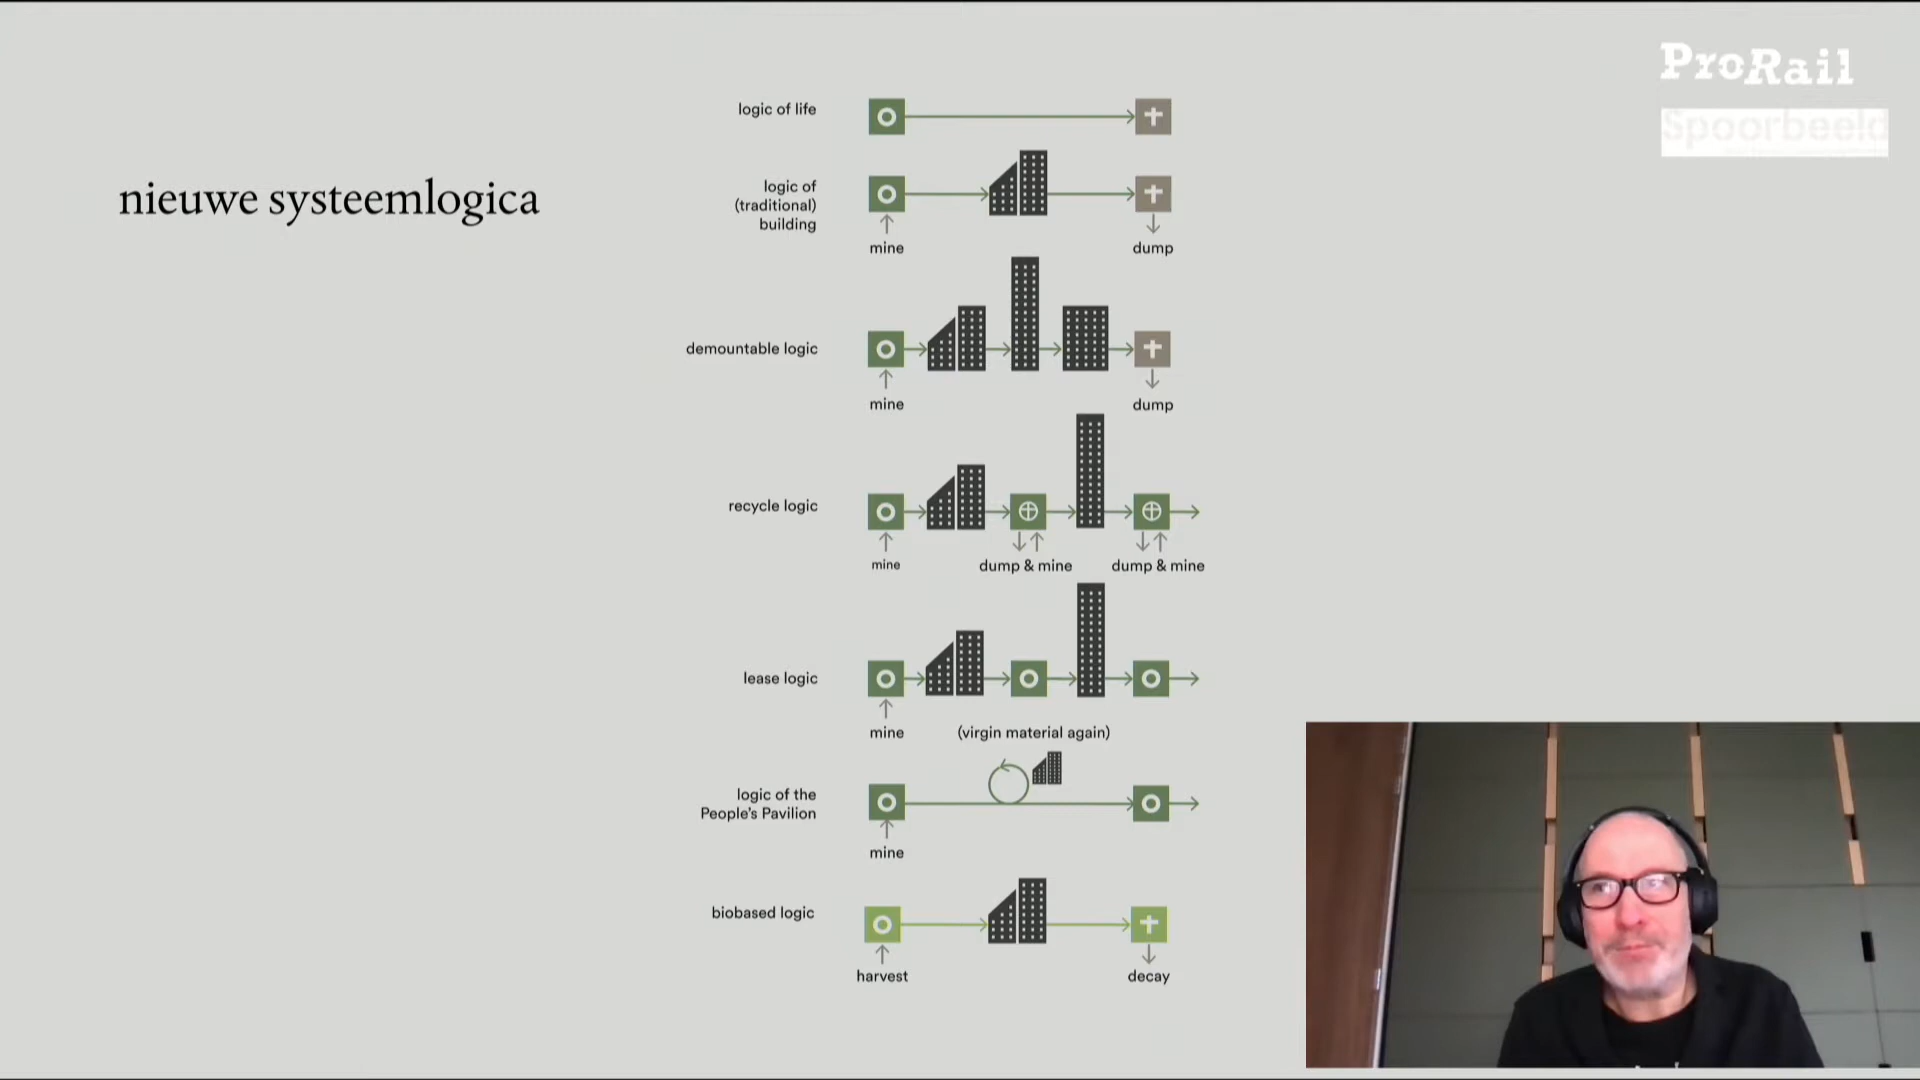 ProRail
Spoorbeeld
nieuwe systeemlogica
logic of life
logic of
(traditional)
building
mine
dump
demountable logic
mine
dump
recycle logic
mine
dump & mine
dump & mine
lease logic
mine
(virgin material again)
logic of the
People's Pavilion
mine
biobased logic
harvest
decay